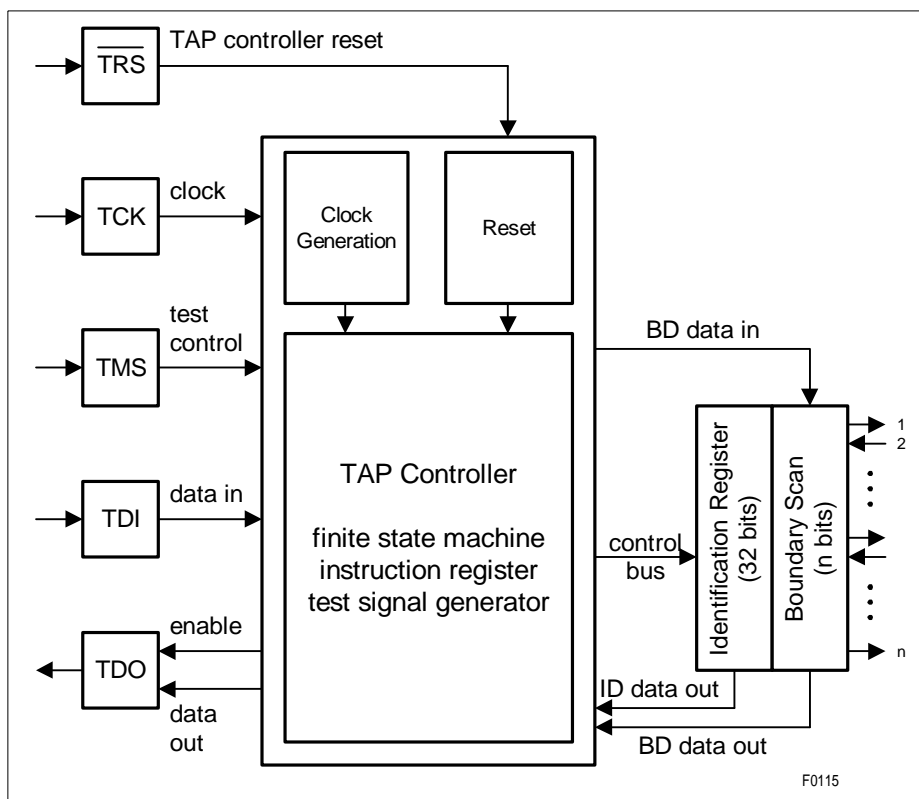 TRS
TAP controller reset
TCK
clock
Clock
Generation
Reset
TMS
test
control
BD data in
TAP Controller
finite state machine
instruction register
test signal generator
TDI
data in
control
bus
Identification Register
(32 bits)
Boundary Scan
(n bits)
1
2
n
TDO
enable
data
out
ID data out
BD data out
F0115